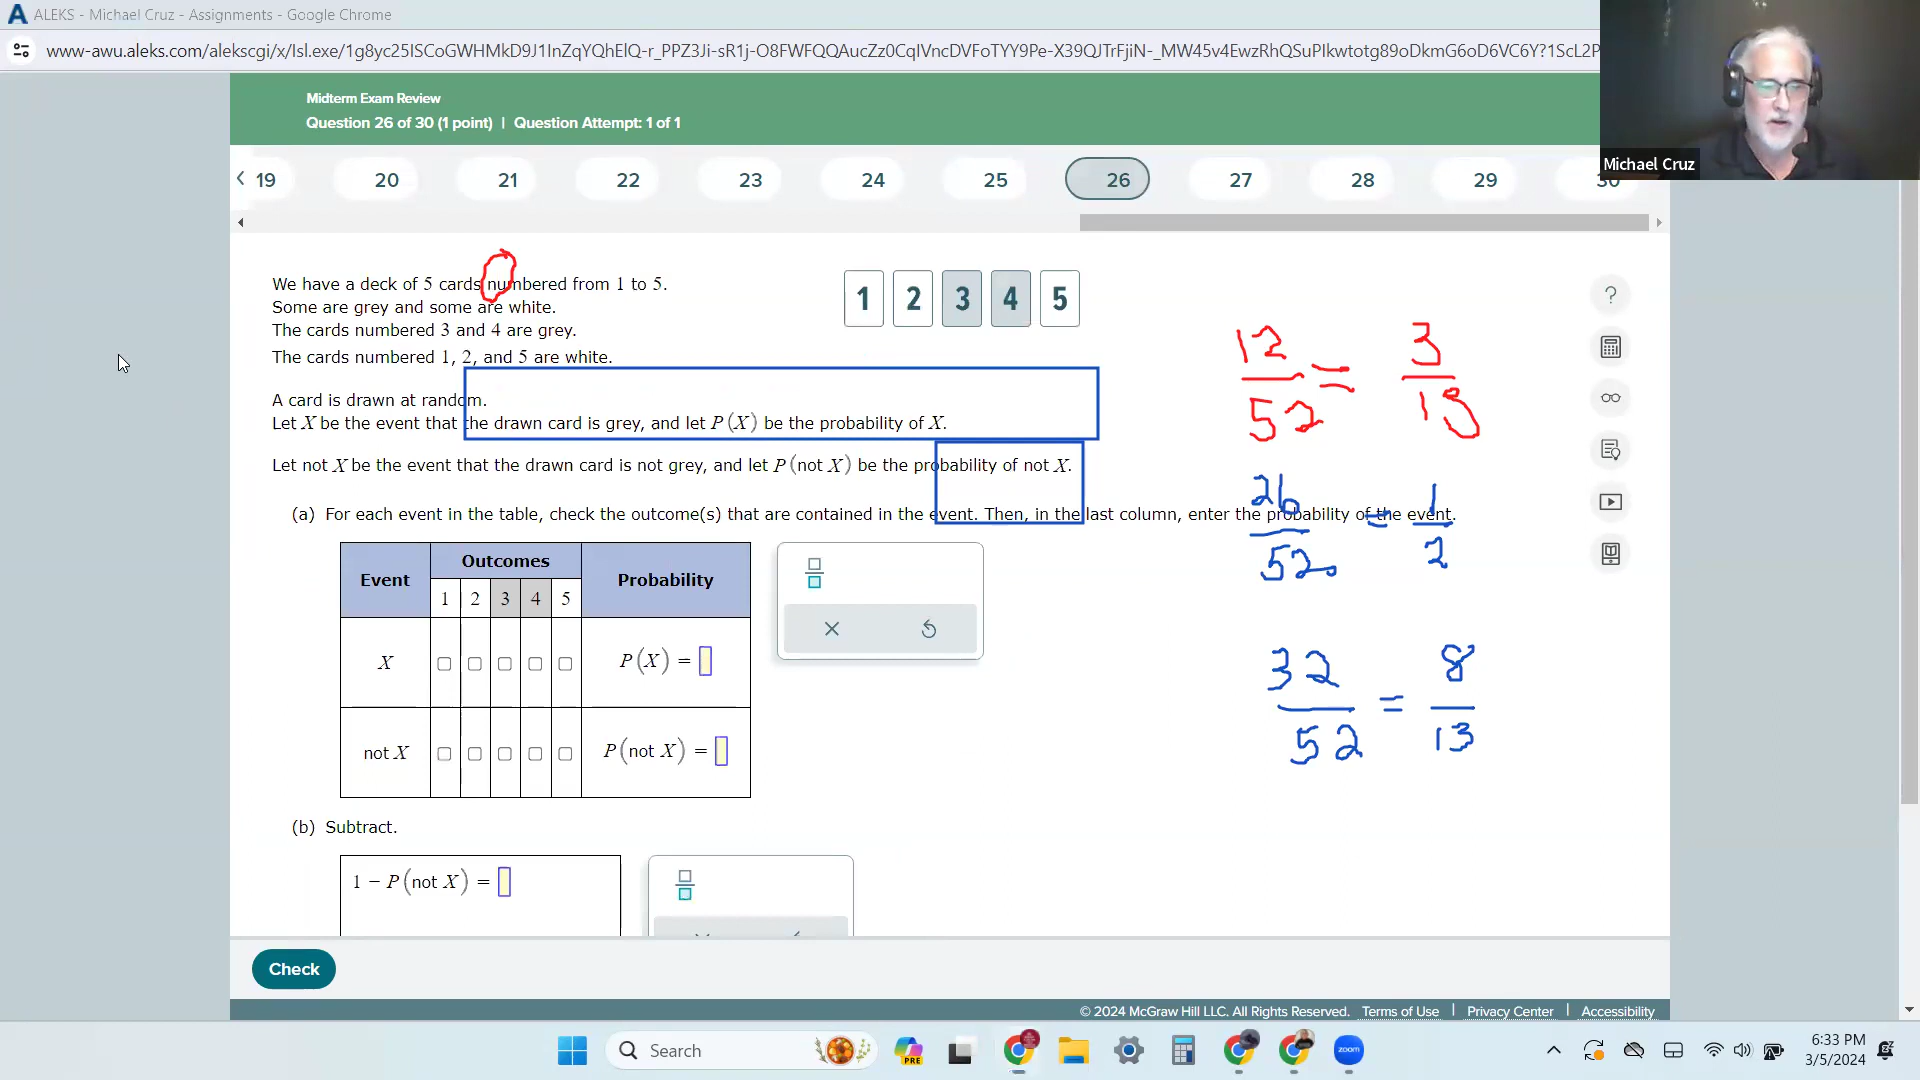 ALEKS - Michael Cruz - Assignments - Google Chrome
www-awu.aleks.com/alekscgi/x/Isl.exe/1g8yc25ISCoGWHMkD9J1InZqYQhElQ-r_PPZ3Ji-sR1j-O8FWFQQAucZz0CqIVncDVFoTYY9Pe-X39QJTrFjiN-_MW45v4EwzRhQSuPIkwtotg89oDkmG6oD6VC6Y?1ScL2P
Michael Cruz
Midterm Exam Review
Question 26 of 30 (1 point) | Question Attempt: 1 of 1
19 20 21 22 23 24 25 26 27 28 29 30
We have a deck of 5 cards numbered from 1 to 5.
Some are grey and some are white.
The cards numbered 3 and 4 are grey.
The cards numbered 1, 2, and 5 are white.
1 2 3 4 5
A card is drawn at random.
Let X be the event that the drawn card is grey, and let P(X) be the probability of X.
Let not X be the event that the drawn card is not grey, and let P(not X) be the probability of not X.
12/52 = 3/13
26/52 = 1/2
32/52 = 8/13
(a) For each event in the table, check the outcome(s) that are contained in the event. Then, in the last column, enter the probability of the event.
Event Outcomes Probability
1 2 3 4 5
X P(X) =
not X P(not X) =
(b) Subtract.
1 − P(not X) =
Check
© 2024 McGraw Hill LLC. All Rights Reserved. Terms of Use | Privacy Center | Accessibility
Search
PRE
zoom
6:33 PM
3/5/2024